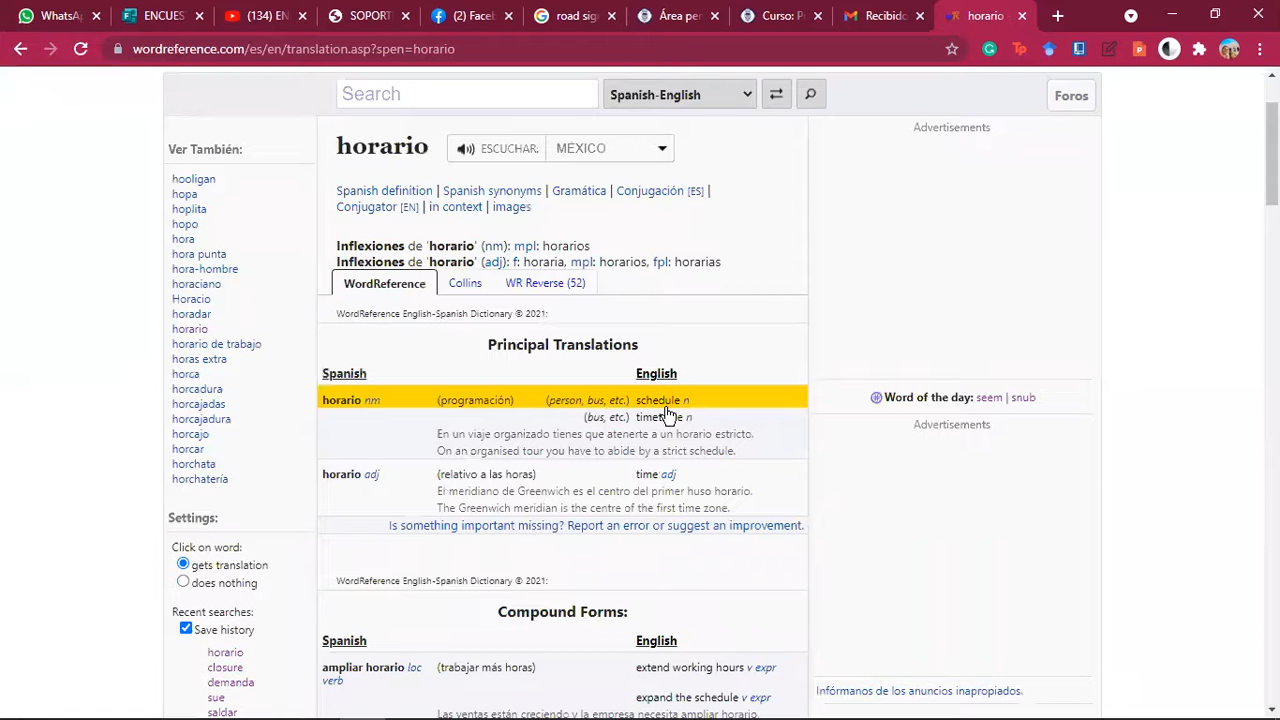 WhatsA
ENCUES
(134) EN
SOPORT
(2) Face
road sig
Área per
Curso: P
Recibido
horario
wordreference.com/es/en/translation.asp?spen=horario
Search
Spanish-English
Foros
Ver También:
hooligan
hopa
hoplita
hopo
hora
hora punta
hora-hombre
horaciano
Horacio
horadar
horario
horario de trabajo
horas extra
horca
horcadura
horcajadas
horcajadura
horcajo
horcar
horchata
horchatería
Settings:
Click on word:
gets translation
does nothing
Recent searches:
Save history
horario
closure
demanda
sue
saldar
horario
ESCUCHAR:
MEXICO
Spanish definition | Spanish synonyms | Gramática | Conjugación [ES] |
Conjugator [EN] | in context | images
Inflexiones de 'horario' (nm): mpl: horarios
Inflexiones de 'horario' (adj): f: horaria, mpl: horarios, fpl: horarias
WordReference
Collins
WR Reverse (52)
WordReference English-Spanish Dictionary © 2021:
Principal Translations
Spanish English
horario nm (programación) (person, bus, etc.) schedule n
(bus, etc.) n
En un viaje organizado tienes que atenerte a un horario estricto.
On an organised tour you have to abide by a strict schedule.
horario adj (relativo a las horas) time adj
El meridiano de Greenwich es el centro del primer huso horario.
The Greenwich meridian is the centre of the first time zone.
Is something important missing? Report an error or suggest an improvement.
WordReference English-Spanish Dictionary © 2021:
Compound Forms:
Spanish English
ampliar horario loc verb (trabajar más horas) extend working hours v expr
expand the schedule v expr
Las ventas están creciendo y la empresa necesita ampliar horario.
Advertisements
Word of the day: seem | snub
Advertisements
Infórmanos de los anuncios inapropiados.